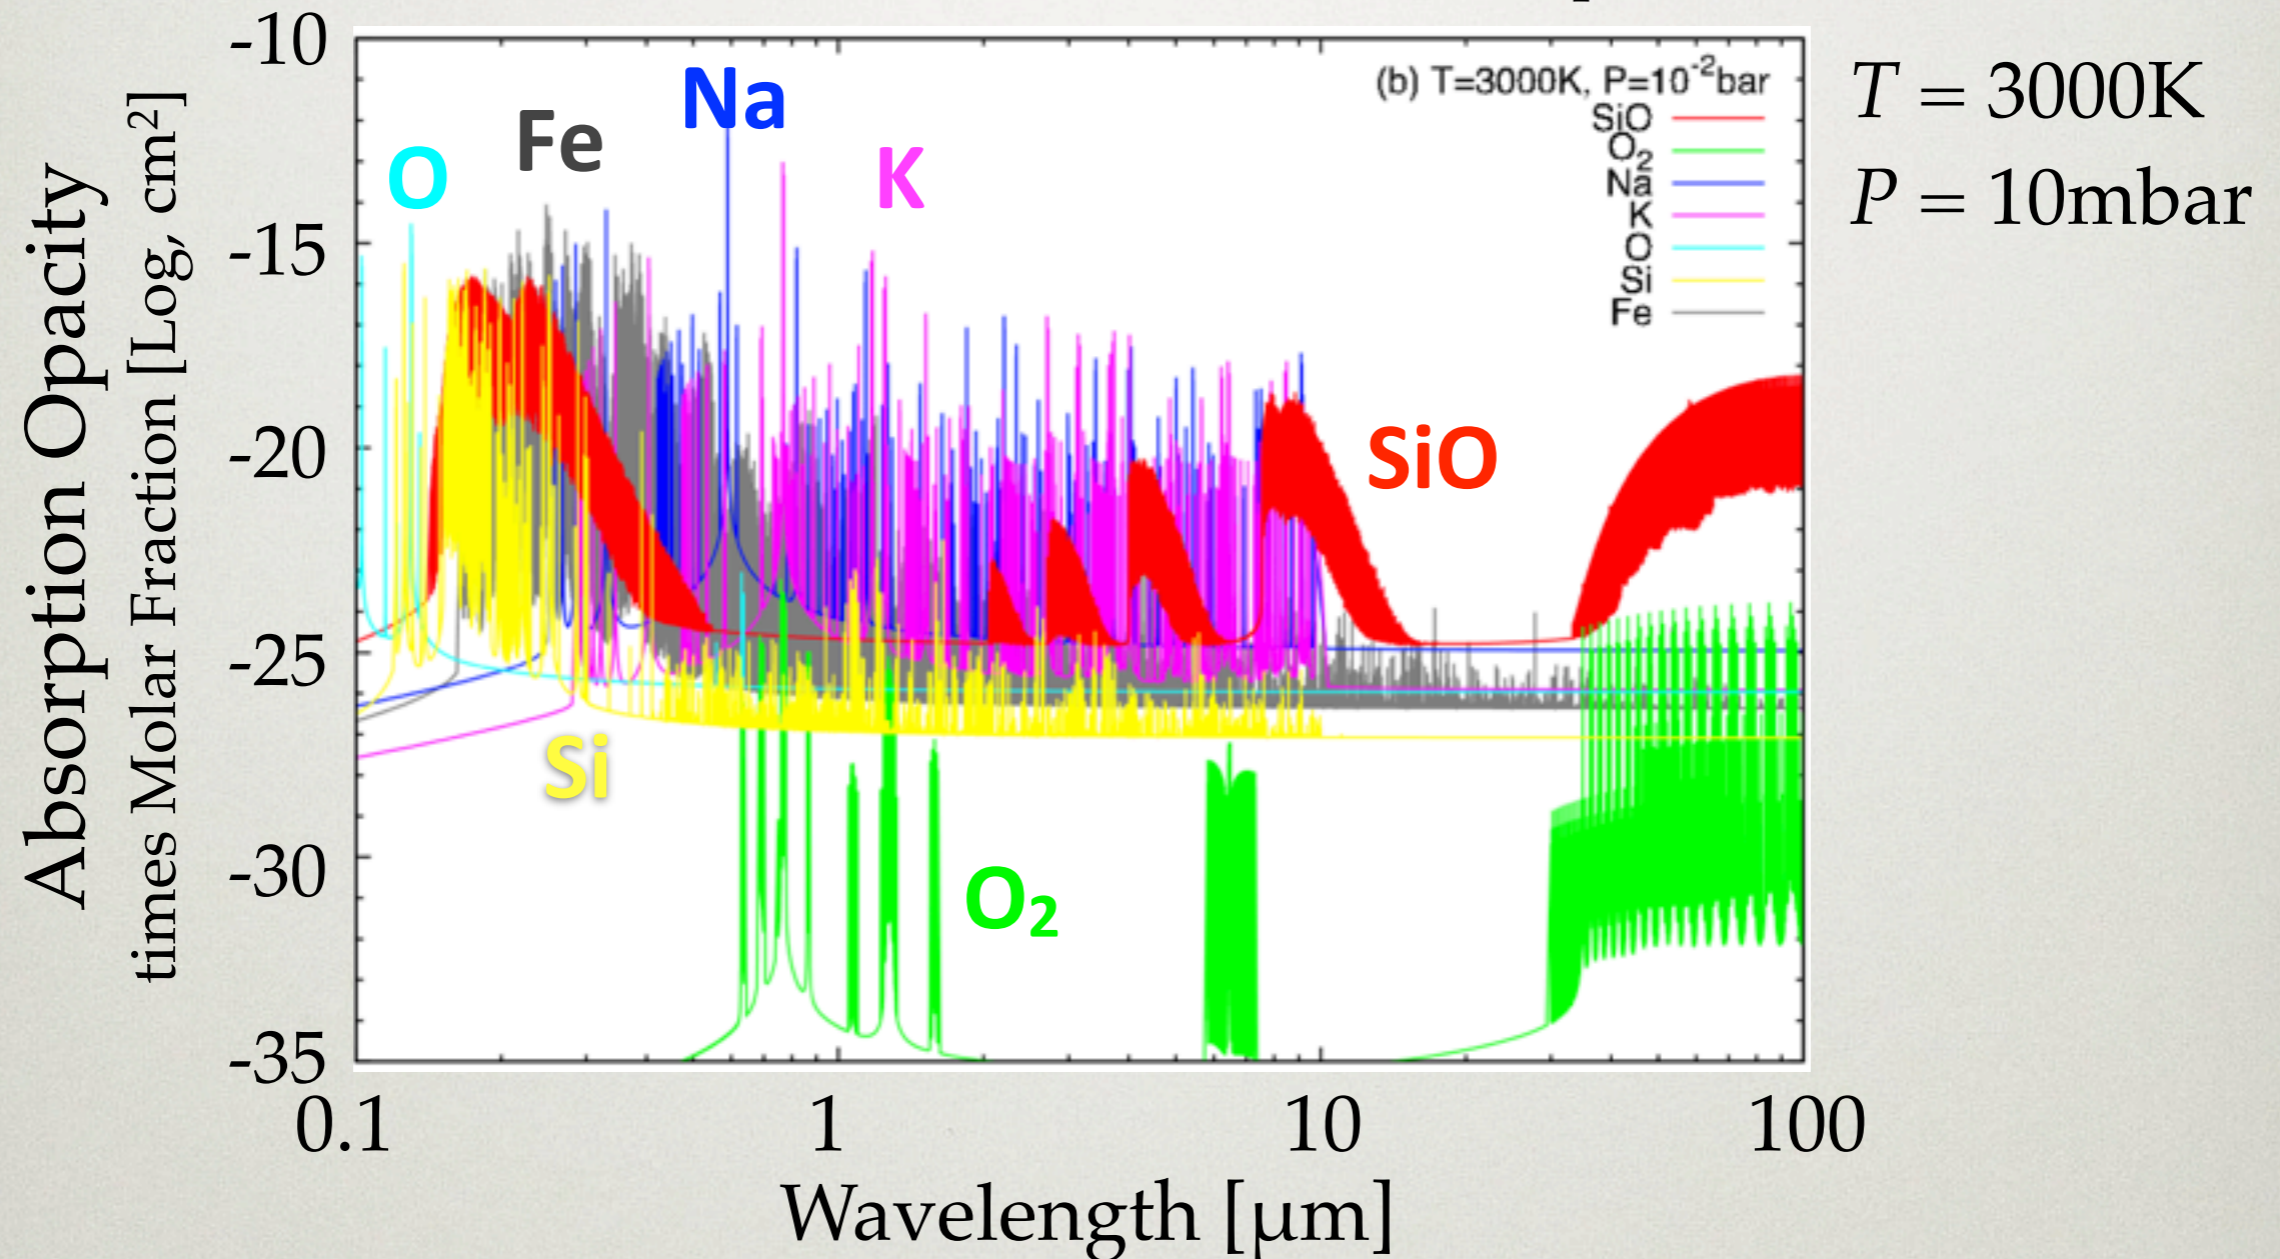 -10
-15
-20
-25
-30
-35
Absorption Opacity
times Molar Fraction [Log, cm²]
O
Fe
Na
K
Si
O₂
SiO
(b) T=3000K, P=10⁻²bar
SiO
O₂
Na
K
O
Si
Fe
T = 3000K
P = 10mbar
0.1
1
10
100
Wavelength [μm]